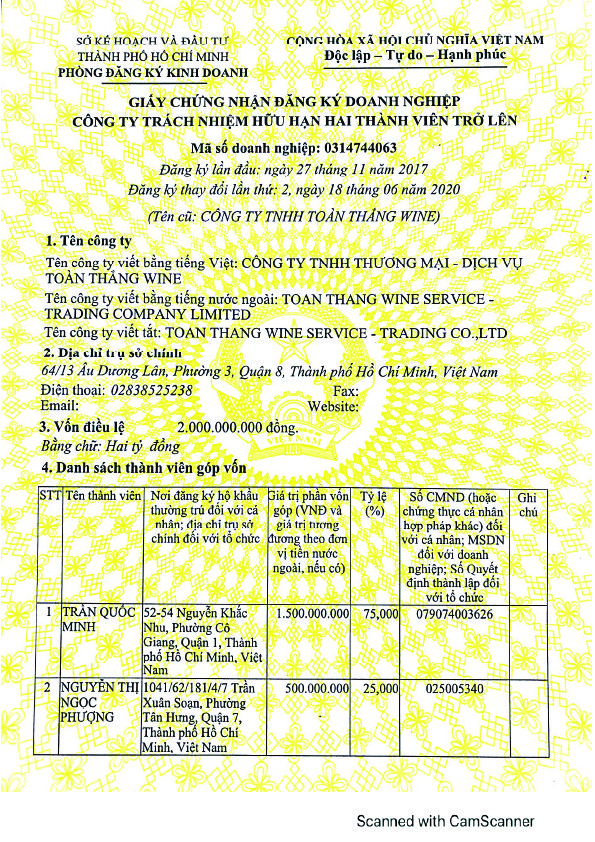 SỞ KẾ HOẠCH VÀ ĐẦU TƯ
THÀNH PHỐ HỒ CHÍ MINH
PHÒNG ĐĂNG KÝ KINH DOANH
CỘNG HÒA XÃ HỘI CHỦ NGHĨA VIỆT NAM
Độc lập – Tự do – Hạnh phúc
GIẤY CHỨNG NHẬN ĐĂNG KÝ DOANH NGHIỆP
CÔNG TY TRÁCH NHIỆM HỮU HẠN HAI THÀNH VIÊN TRỞ LÊN
Mã số doanh nghiệp: 0314744063
Đăng ký lần đầu: ngày 27 tháng 11 năm 2017
Đăng ký thay đổi lần thứ: 2, ngày 18 tháng 06 năm 2020
(Tên cũ: CÔNG TY TNHH TOÀN THẮNG WINE)
1. Tên công ty
Tên công ty viết bằng tiếng Việt: CÔNG TY TNHH THƯƠNG MẠI - DỊCH VỤ
TOÀN THẮNG WINE
Tên công ty viết bằng tiếng nước ngoài: TOAN THANG WINE SERVICE -
TRADING COMPANY LIMITED
Tên công ty viết tắt: TOAN THANG WINE SERVICE - TRADING CO.,LTD
2. Địa chỉ trụ sở chính
64/13 Âu Dương Lân, Phường 3, Quận 8, Thành phố Hồ Chí Minh, Việt Nam
Điện thoại: 02838525238 Fax:
Email: Website:
3. Vốn điều lệ 2.000.000.000 đồng.
Bằng chữ: Hai tỷ đồng
4. Danh sách thành viên góp vốn
STT
Tên thành viên
Nơi đăng ký hộ khẩu
thường trú đối với cá
nhân; địa chỉ trụ sở
chính đối với tổ chức
Giá trị phần vốn
góp (VNĐ và
giá trị tương
đương theo đơn
vị tiền nước
ngoài, nếu có)
Tỷ lệ
(%)
Số CMND (hoặc
chứng thực cá nhân
hợp pháp khác) đối
với cá nhân; MSDN
đối với doanh
nghiệp; Số Quyết
định thành lập đối
với tổ chức
Ghi
chú
1
TRẦN QUỐC
MINH
52-54 Nguyễn Khắc
Nhu, Phường Cô
Giang, Quận 1, Thành
phố Hồ Chí Minh, Việt
Nam
1.500.000.000
75,000
079074003626
2
NGUYỄN THỊ
NGỌC
PHƯỢNG
1041/62/181/4/7 Trần
Xuân Soạn, Phường
Tân Hưng, Quận 7,
Thành phố Hồ Chí
Minh, Việt Nam
500.000.000
25,000
025005340
VIỆT NAM
Scanned with CamScanner